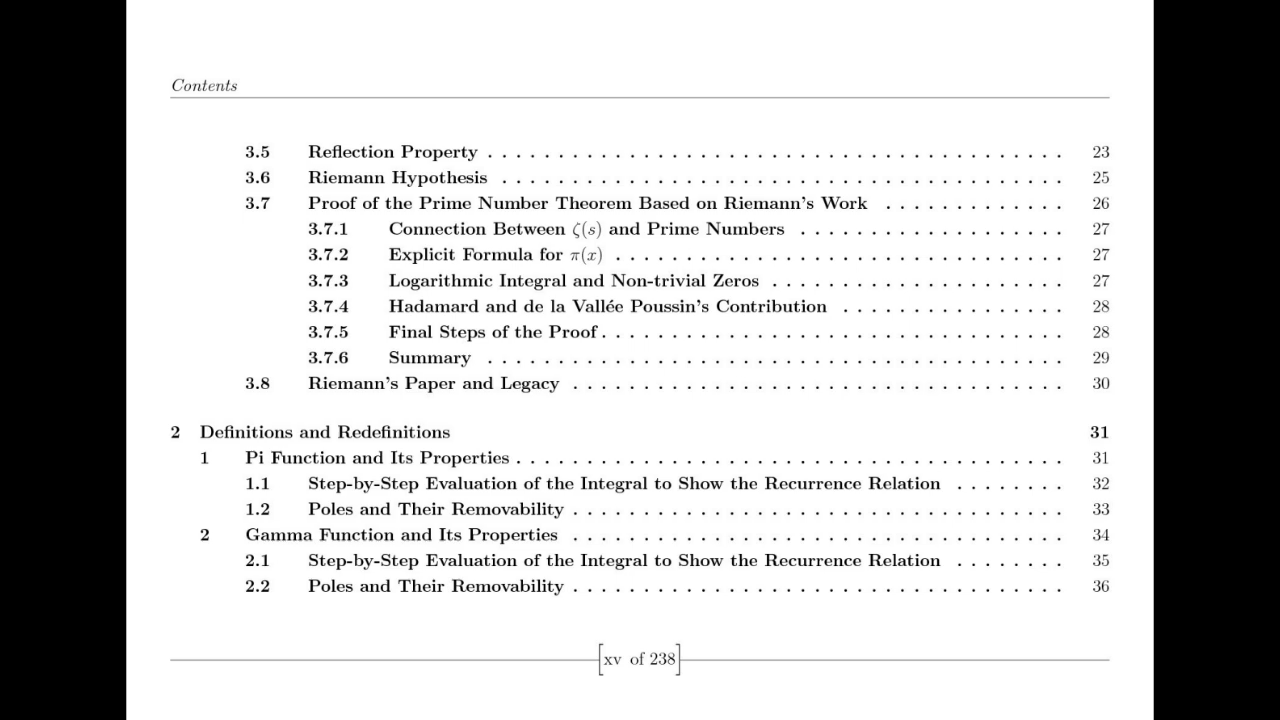 Contents
3.5 Reflection Property . . . . . . . . . . . . . . . . . . . . . . . . . . . . . . . . . . . . . . . . . 23
3.6 Riemann Hypothesis . . . . . . . . . . . . . . . . . . . . . . . . . . . . . . . . . . . . . . . . 25
3.7 Proof of the Prime Number Theorem Based on Riemann's Work . . . . . . . . . . . . . 26
3.7.1 Connection Between ζ(s) and Prime Numbers . . . . . . . . . . . . . . . . . . . 27
3.7.2 Explicit Formula for π(x) . . . . . . . . . . . . . . . . . . . . . . . . . . . . . . . . 27
3.7.3 Logarithmic Integral and Non-trivial Zeros . . . . . . . . . . . . . . . . . . . . . 27
3.7.4 Hadamard and de la Vallée Poussin's Contribution . . . . . . . . . . . . . . . . 28
3.7.5 Final Steps of the Proof . . . . . . . . . . . . . . . . . . . . . . . . . . . . . . . . . 28
3.7.6 Summary . . . . . . . . . . . . . . . . . . . . . . . . . . . . . . . . . . . . . . . . . 29
3.8 Riemann's Paper and Legacy . . . . . . . . . . . . . . . . . . . . . . . . . . . . . . . . . . . 30
2 Definitions and Redefinitions 31
1 Pi Function and Its Properties . . . . . . . . . . . . . . . . . . . . . . . . . . . . . . . . . . . . . . . 31
1.1 Step-by-Step Evaluation of the Integral to Show the Recurrence Relation . . . . . . . . 32
1.2 Poles and Their Removability . . . . . . . . . . . . . . . . . . . . . . . . . . . . . . . . . . . 33
2 Gamma Function and Its Properties . . . . . . . . . . . . . . . . . . . . . . . . . . . . . . . . . . . 34
2.1 Step-by-Step Evaluation of the Integral to Show the Recurrence Relation . . . . . . . . 35
2.2 Poles and Their Removability . . . . . . . . . . . . . . . . . . . . . . . . . . . . . . . . . . . 36
[xv of 238]